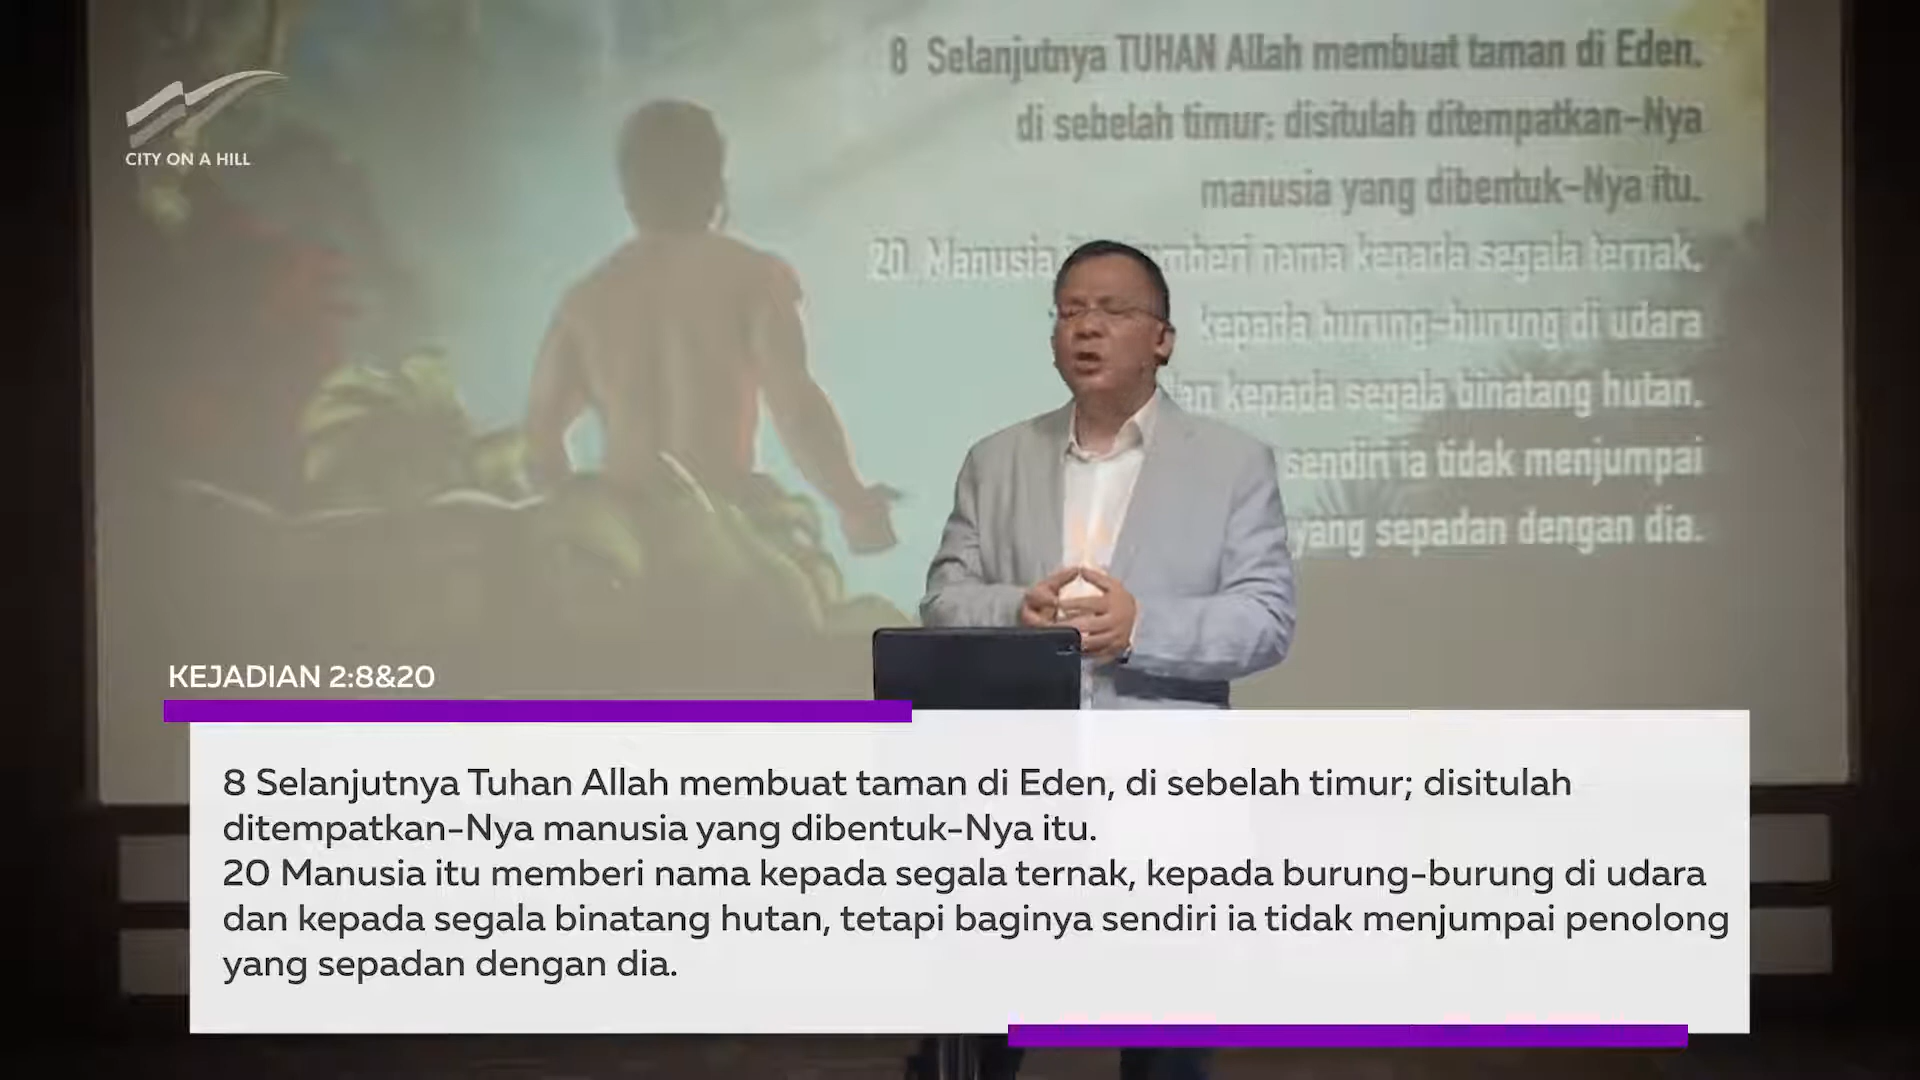 8 Selanjutnya TUHAN Allah membuat taman di Eden,
di sebelah timur; disitulah ditempatkan-Nya
manusia yang dibentuk-Nya itu.
20 Manusia memberi nama kepada segala ternak,
kepada burung-burung di udara
kepada segala binatang hutan,
sendiri ia tidak menjumpai
yang sepadan dengan dia.
CITY ON A HILL
KEJADIAN 2:8&20
8 Selanjutnya Tuhan Allah membuat taman di Eden, di sebelah timur; disitulah
ditempatkan-Nya manusia yang dibentuk-Nya itu.
20 Manusia itu memberi nama kepada segala ternak, kepada burung-burung di udara
dan kepada segala binatang hutan, tetapi baginya sendiri ia tidak menjumpai penolong
yang sepadan dengan dia.